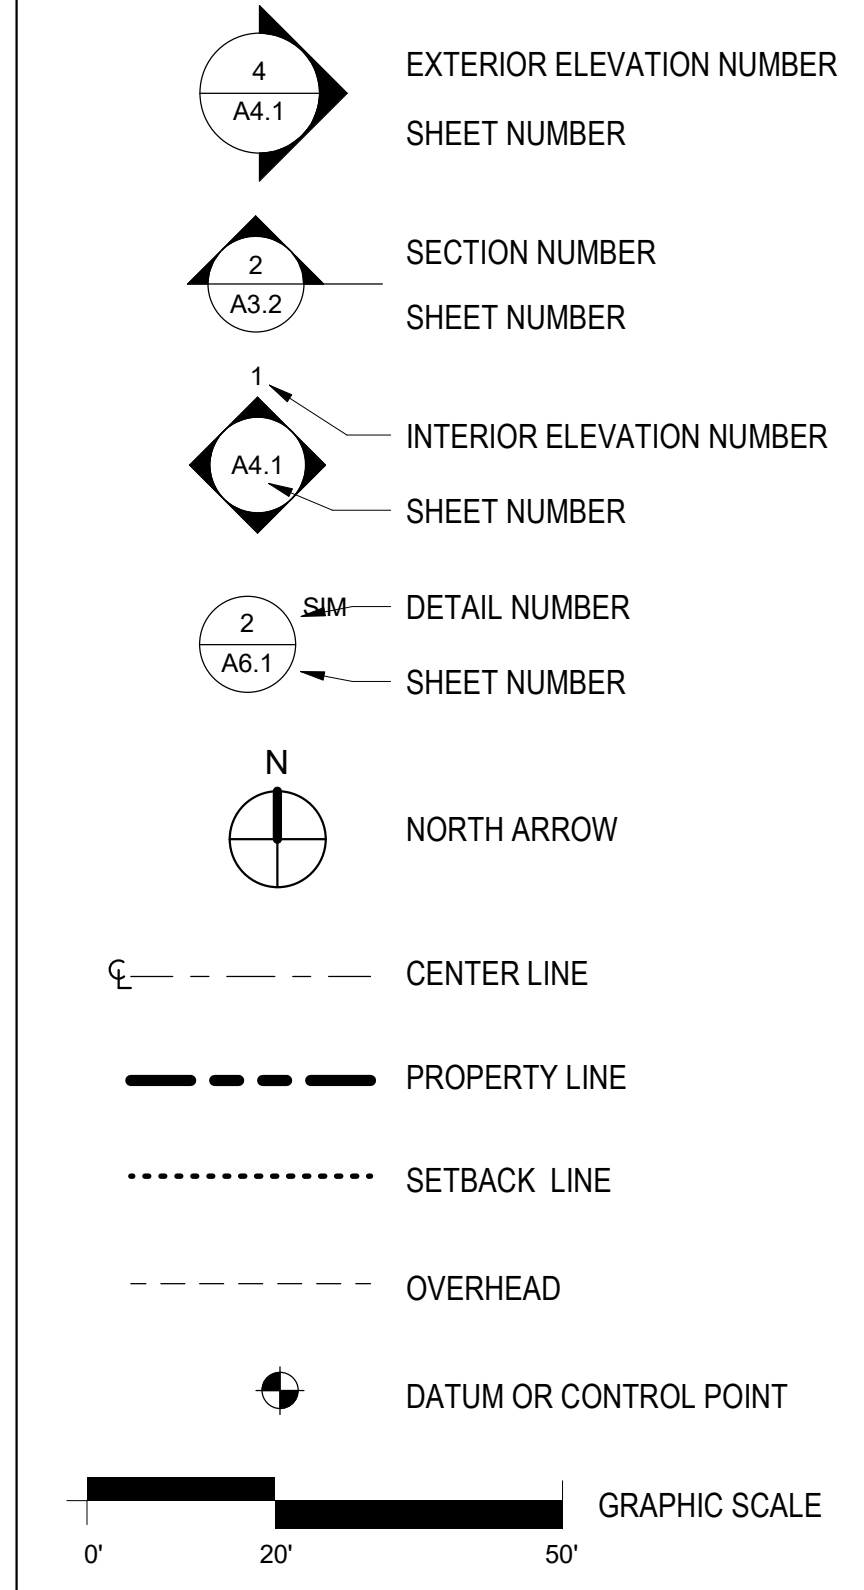 4 EXTERIOR ELEVATION NUMBER
A4.1 SHEET NUMBER
2 SECTION NUMBER
A3.2 SHEET NUMBER
1
INTERIOR ELEVATION NUMBER
A4.1
SHEET NUMBER
SIM DETAIL NUMBER
2
A6.1 SHEET NUMBER
N
NORTH ARROW
℄ CENTER LINE
PROPERTY LINE
SETBACK LINE
OVERHEAD
DATUM OR CONTROL POINT
GRAPHIC SCALE
0' 20' 50'